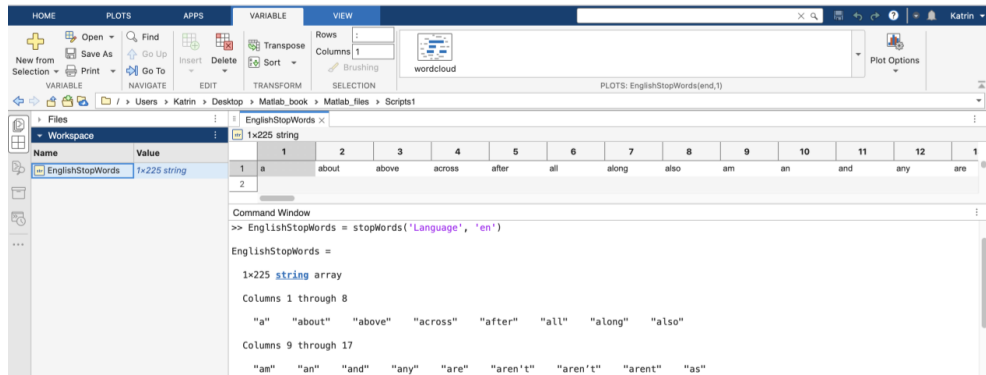 HOME PLOTS APPS VARIABLE VIEW Katrin
New from Selection
Open
Save As
Print
VARIABLE
Find
Go Up
Go To
NAVIGATE
Insert Delete
EDIT
Transpose
Sort
TRANSFORM
Rows :
Columns 1
Brushing
SELECTION
wordcloud
PLOTS: EnglishStopWords(end,1)
Plot Options
/ > Users > Katrin > Desktop > Matlab_book > Matlab_files > Scripts1
Files
Workspace
Name Value
EnglishStopWords 1×225 string
EnglishStopWords ×
1×225 string
1 2 3 4 5 6 7 8 9 10 11 12 1
1 a about above across after all along also am an and any are
2
Command Window
>> EnglishStopWords = stopWords('Language', 'en')
EnglishStopWords =
1×225 string array
Columns 1 through 8
"a" "about" "above" "across" "after" "all" "along" "also"
Columns 9 through 17
"am" "an" "and" "any" "are" "aren't" "aren’t" "arent" "as"